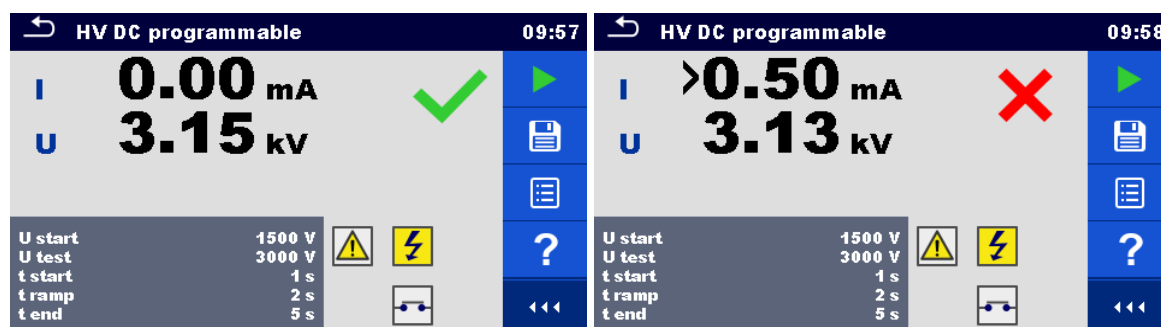 HV DC programmable 09:57
I 0.00 mA
U 3.15 kV
U start 1500 V
U test 3000 V
t start 1 s
t ramp 2 s
t end 5 s
?
HV DC programmable 09:58
I >0.50 mA
U 3.13 kV
U start 1500 V
U test 3000 V
t start 1 s
t ramp 2 s
t end 5 s
?